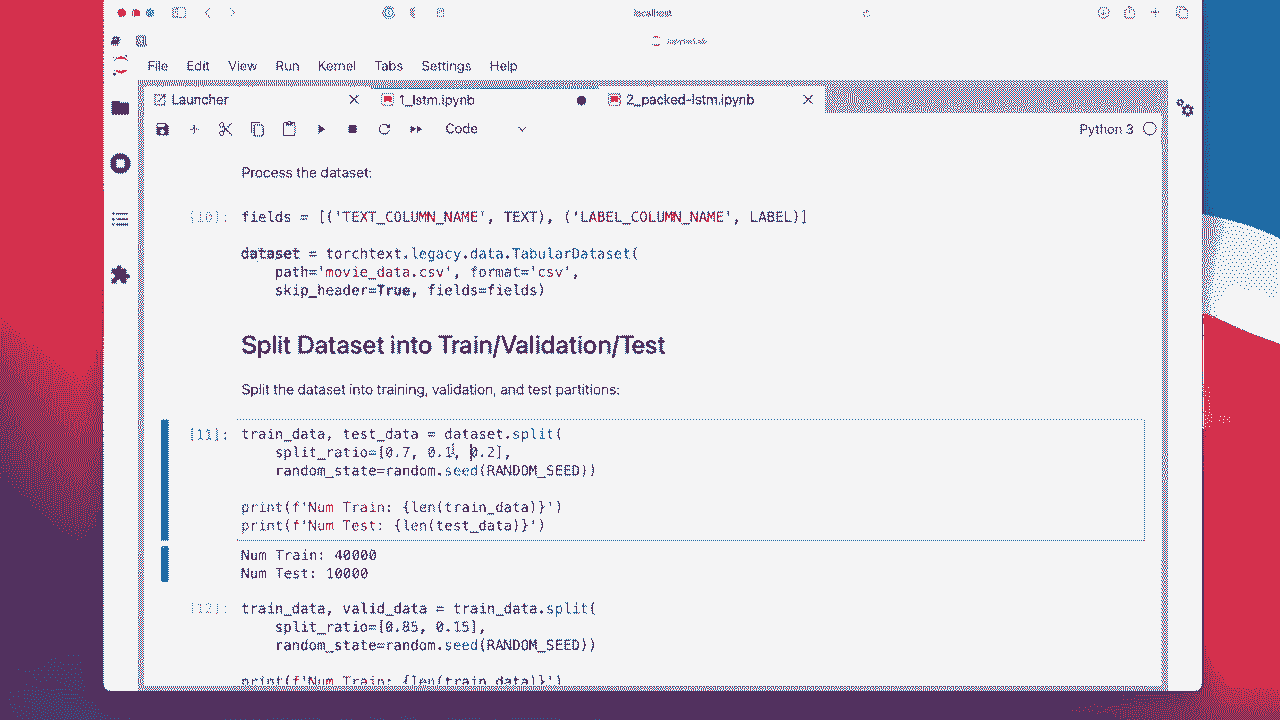 localhost
File Edit View Run Kernel Tabs Settings Help
Launcher 1_lstm.ipynb 2_packed-lstm.ipynb
Code Python 3
Process the dataset:
[10]: fields = [('TEXT_COLUMN_NAME', TEXT), ('LABEL_COLUMN_NAME', LABEL)]
dataset = torchtext.legacy.data.TabularDataset(
path='movie_data.csv', format='csv',
skip_header=True, fields=fields)
Split Dataset into Train/Validation/Test
Split the dataset into training, validation, and test partitions:
[11]: train_data, test_data = dataset.split(
split_ratio=[0.7, 0.1, 0.2],
random_state=random.seed(RANDOM_SEED))
print(f'Num Train: {len(train_data)}')
print(f'Num Test: {len(test_data)}')
Num Train: 40000
Num Test: 10000
[12]: train_data, valid_data = train_data.split(
split_ratio=[0.85, 0.15],
random_state=random.seed(RANDOM_SEED))
print(f'Num Train: {len(train_data)}')